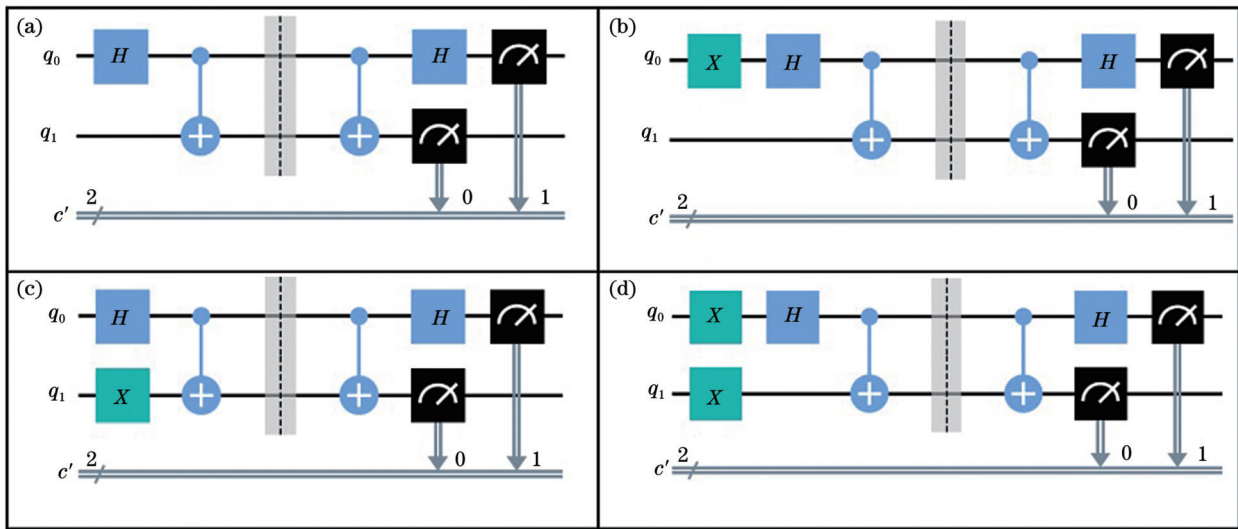 (a)
q₀ H H
q₁
0 1
2
c′
(b)
q₀ X H H
q₁
0 1
2
c′
(c)
q₀ H H
q₁ X
0 1
2
c′
(d)
q₀ X H H
q₁ X
0 1
2
c′